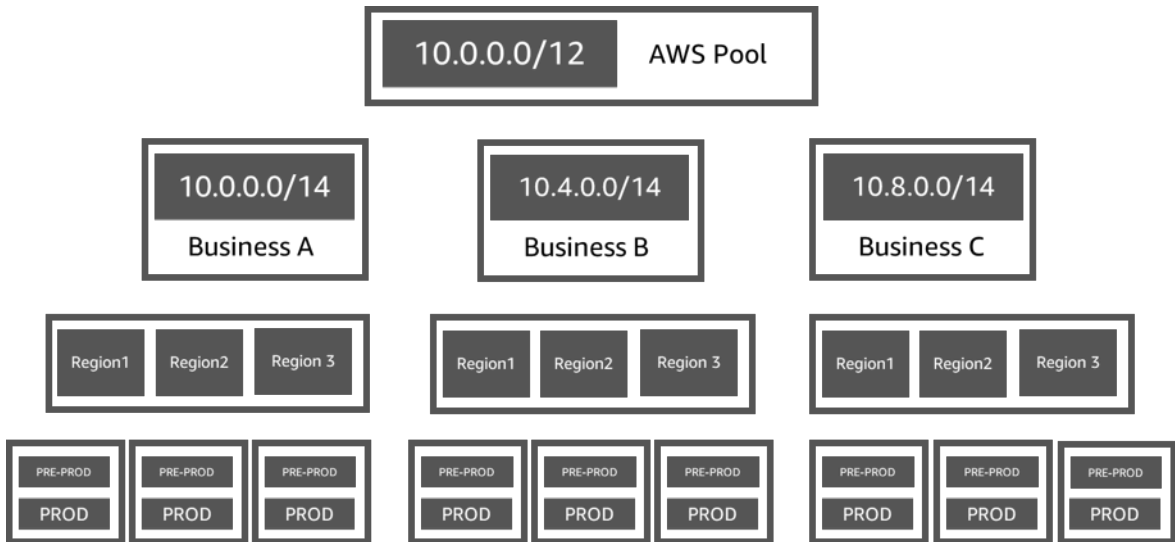 10.0.0.0/12 AWS Pool
10.0.0.0/14
Business A
10.4.0.0/14
Business B
10.8.0.0/14
Business C
Region1 Region2 Region 3
Region1 Region2 Region 3
Region1 Region2 Region 3
PRE-PROD
PROD
PRE-PROD
PROD
PRE-PROD
PROD
PRE-PROD
PROD
PRE-PROD
PROD
PRE-PROD
PROD
PRE-PROD
PROD
PRE-PROD
PROD
PRE-PROD
PROD